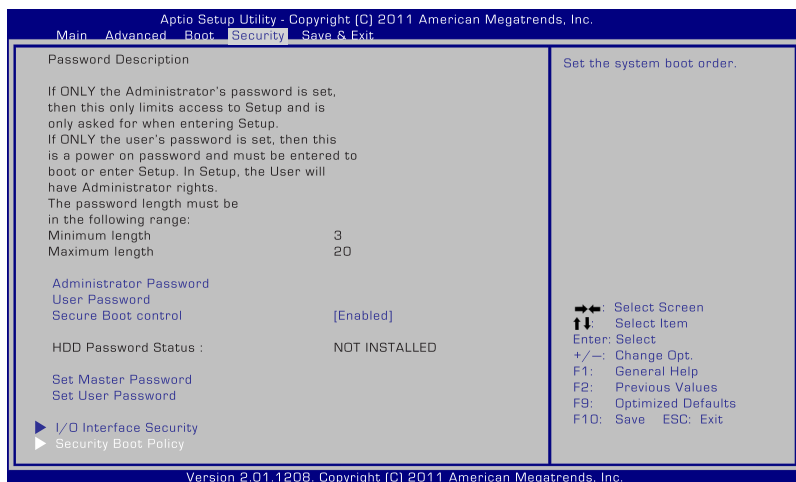 Aptio Setup Utility - Copyright (C) 2011 American Megatrends, Inc.
Main Advanced Boot Security Save & Exit
Password Description
If ONLY the Administrator's password is set,
then this only limits access to Setup and is
only asked for when entering Setup.
If ONLY the user's password is set, then this
is a power on password and must be entered to
boot or enter Setup. In Setup, the User will
have Administrator rights.
The password length must be
in the following range:
Minimum length 3
Maximum length 20
Administrator Password
User Password
Secure Boot control [Enabled]
HDD Password Status : NOT INSTALLED
Set Master Password
Set User Password
I/O Interface Security
Security Boot Policy
Set the system boot order.
→←: Select Screen
↑↓: Select Item
Enter: Select
+/—: Change Opt.
F1: General Help
F2: Previous Values
F9: Optimized Defaults
F10: Save ESC: Exit
Version 2.01.1208. Copyright (C) 2011 American Megatrends, Inc.